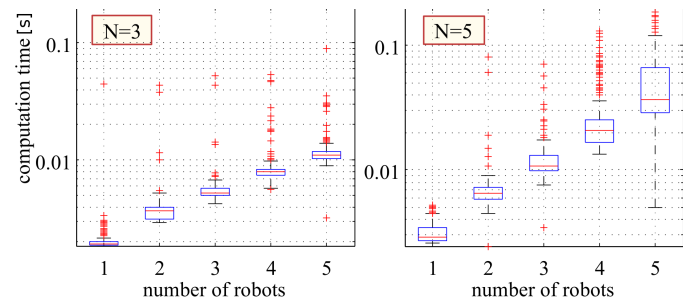 N=3
computation time [s]
0.1
0.01
1 2 3 4 5
number of robots
N=5
0.1
0.01
1 2 3 4 5
number of robots